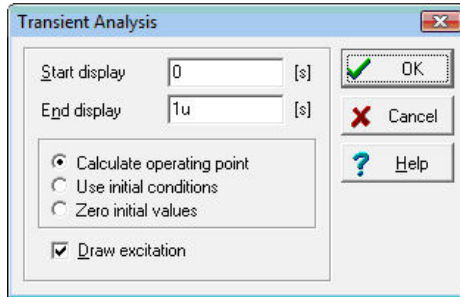 Transient Analysis
Start display 0 [s]
End display 1u [s]
Calculate operating point
Use initial conditions
Zero initial values
Draw excitation
OK
Cancel
Help